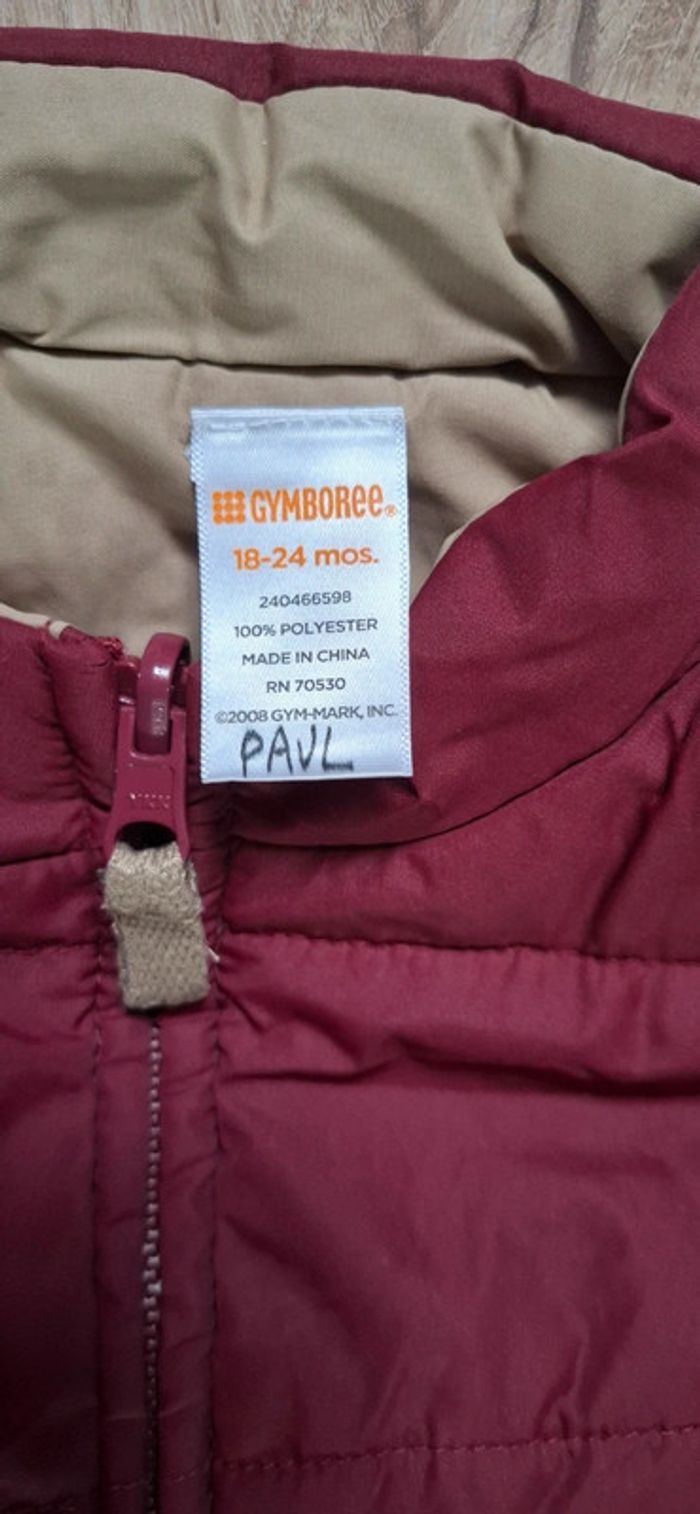 GYMBOREE®
18-24 mos.
240466598
100% POLYESTER
MADE IN CHINA
RN 70530
©2008 GYM-MARK, INC.
PAUL